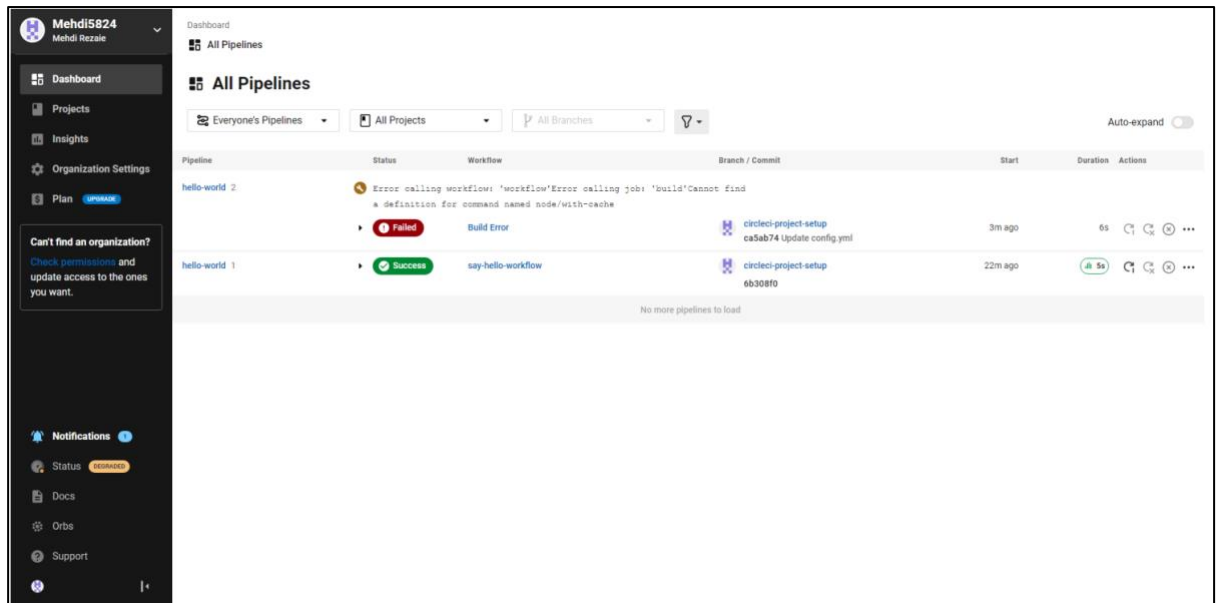 Mehdi5824
Mehdi Rezaie
Dashboard
Projects
Insights
Organization Settings
Plan UPGRADE
Can't find an organization?
Check permissions and
update access to the ones
you want.
Notifications 1
Status DEGRADED
Docs
Orbs
Support
Dashboard
All Pipelines
All Pipelines
Everyone's Pipelines All Projects All Branches Auto-expand
Pipeline Status Workflow Branch / Commit Start Duration Actions
hello-world 2 Error calling workflow: 'workflow'Error calling job: 'build'Cannot find
a definition for command named node/with-cache
Failed Build Error circleci-project-setup 3m ago 6s
ca5ab74 Update config.yml
hello-world 1 Success say-hello-workflow circleci-project-setup 22m ago 5s
6b308f0
No more pipelines to load